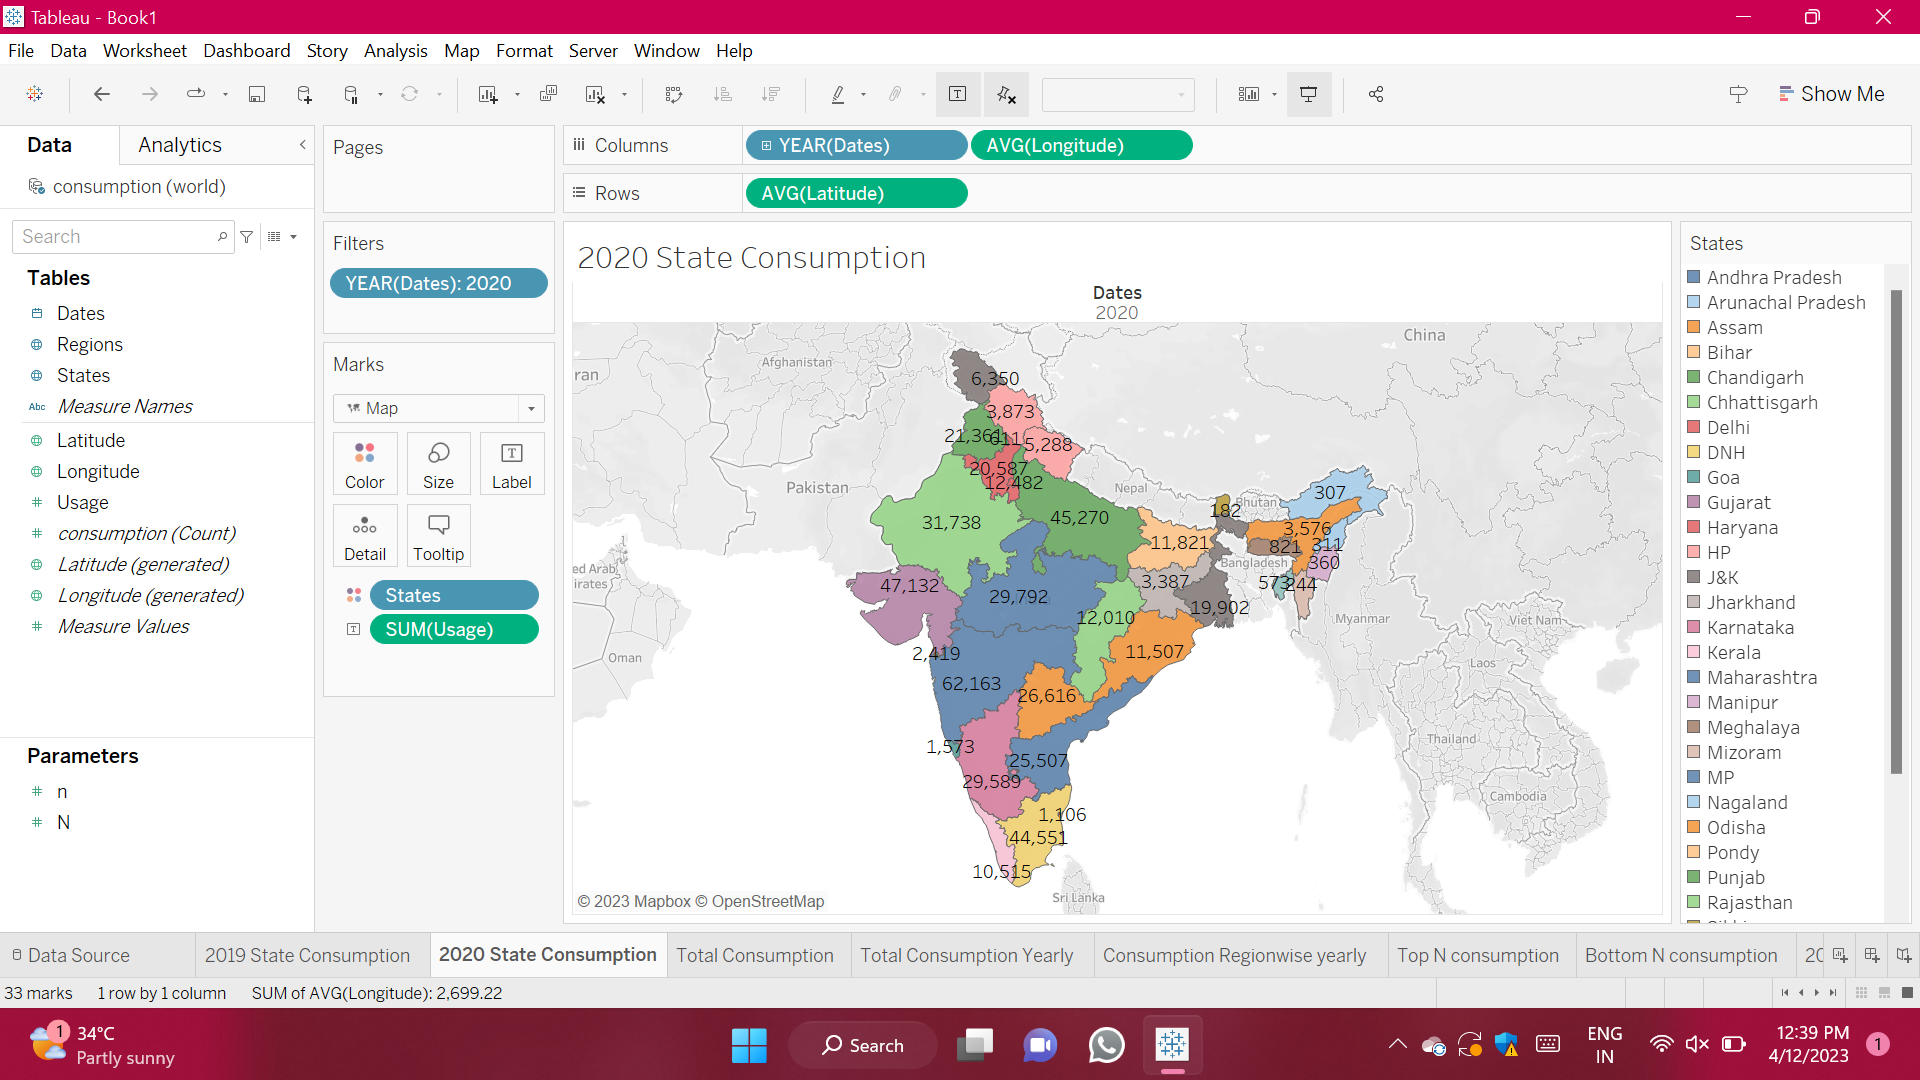 Tableau - Book1
File Data Worksheet Dashboard Story Analysis Map Format Server Window Help
Show Me
Data
Analytics
consumption (world)
Search
Tables
Dates
Regions
States
Abc Measure Names
Latitude
Longitude
Usage
consumption (Count)
Latitude (generated)
Longitude (generated)
Measure Values
Parameters
n
N
Pages
Filters
YEAR(Dates): 2020
Marks
Map
Color
Size
Label
Detail
Tooltip
States
SUM(Usage)
Columns
YEAR(Dates)
AVG(Longitude)
Rows
AVG(Latitude)
2020 State Consumption
Dates
2020
China
Afghanistan
ran
6,350
3,873
21,361
611
5,288
20,587
12,482
Pakistan
Nepal
307
182
Bhutan
31,738
45,270
3,576
11,821
821
311
Bangladesh
360
ed Arab
irates
47,132
29,792
3,387
573
244
12,010
19,902
Myanmar
Viet Nam
Oman
2,419
11,507
Laos
62,163
26,616
1,573
25,507
Thailand
29,589
Cambodia
1,106
44,551
10,515
Sri Lanka
© 2023 Mapbox © OpenStreetMap
States
Andhra Pradesh
Arunachal Pradesh
Assam
Bihar
Chandigarh
Chhattisgarh
Delhi
DNH
Goa
Gujarat
Haryana
HP
J&K
Jharkhand
Karnataka
Kerala
Maharashtra
Manipur
Meghalaya
Mizoram
MP
Nagaland
Odisha
Pondy
Punjab
Rajasthan
Data Source
2019 State Consumption
2020 State Consumption
Total Consumption
Total Consumption Yearly
Consumption Regionwise yearly
Top N consumption
Bottom N consumption
20
33 marks
1 row by 1 column
SUM of AVG(Longitude): 2,699.22
1
34°C
Partly sunny
Search
ENG
IN
12:39 PM
4/12/2023
1